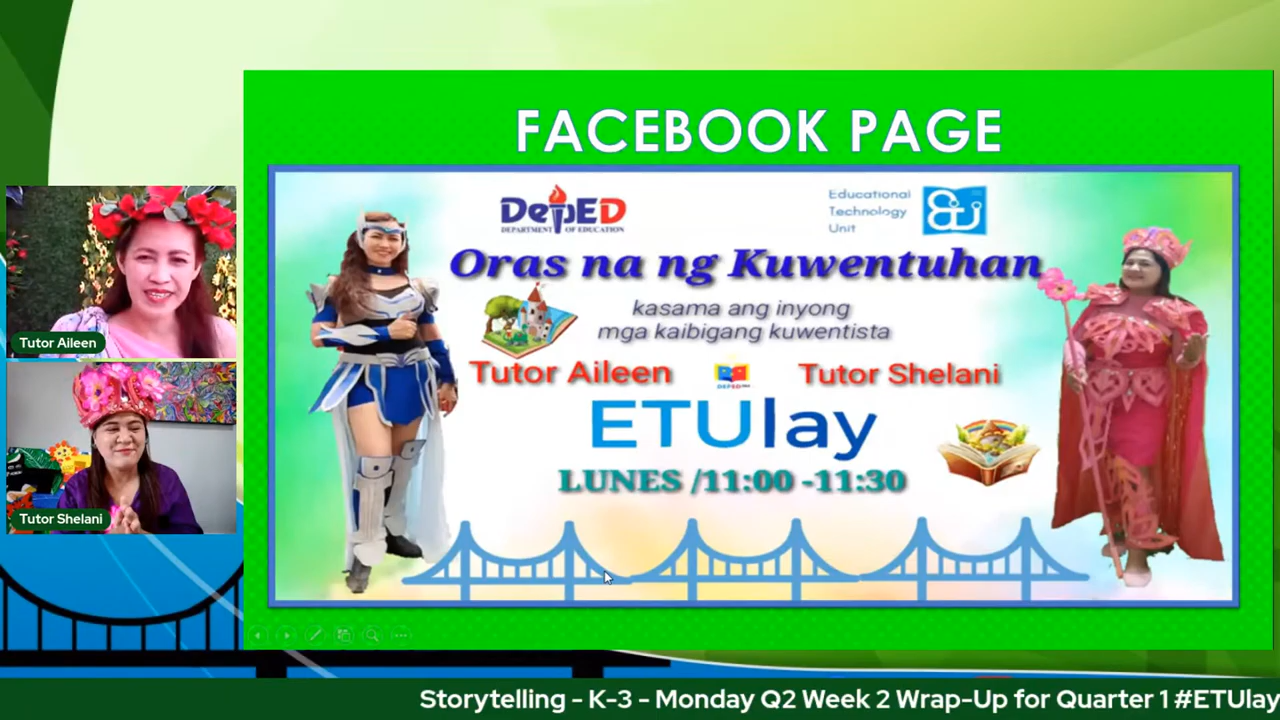 FACEBOOK PAGE
DepED
DEPARTMENT OF EDUCATION
Educational
Technology
Unit
Oras na ng Kuwentuhan
kasama ang inyong
mga kaibigang kuwentista
Tutor Aileen
Tutor Shelani
ETUlay
LUNES /11:00 -11:30
Tutor Aileen
Tutor Shelani
Storytelling - K-3 - Monday Q2 Week 2 Wrap-Up for Quarter 1 #ETUlay